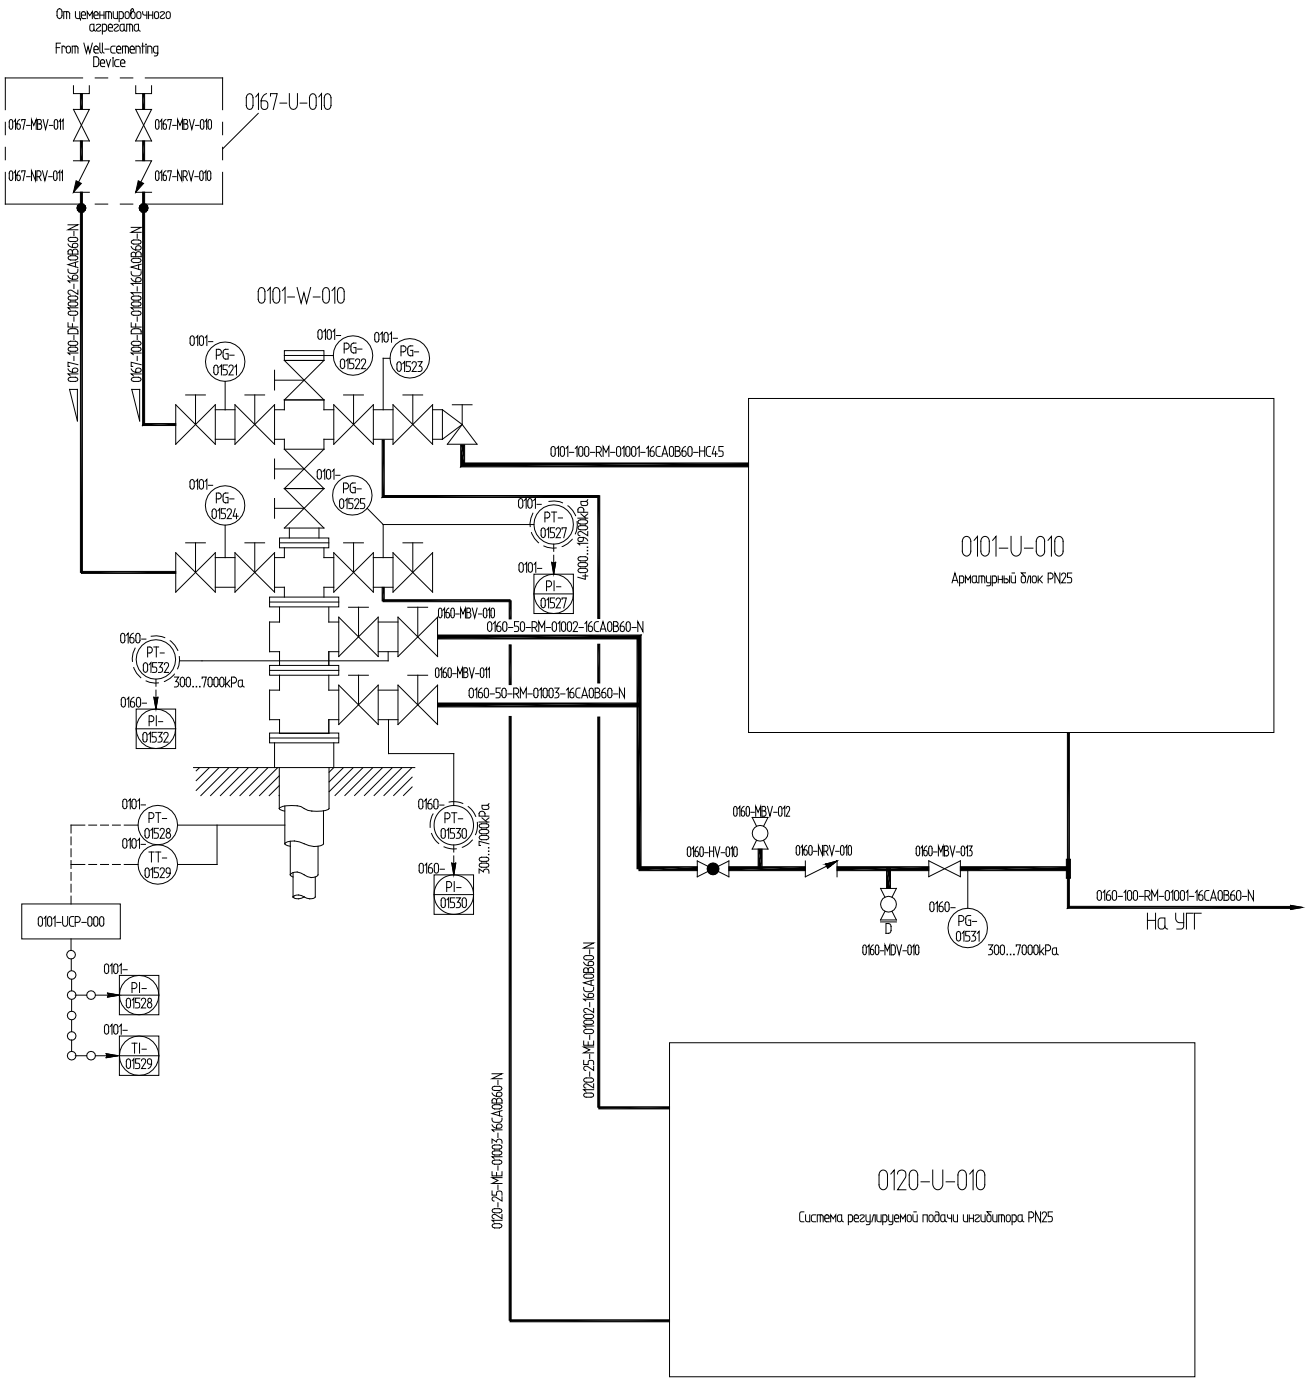 От цементировочного
агрегата
From Well-cementing
Device
0167-U-010
0167-MBV-011
0167-MBV-010
0167-NRV-011
0167-NRV-010
0167-100-DF-01002-16CA0B60-N
0167-100-DF-01001-16CA0B60-N
0101-W-010
0101-
PG-
01521
0101-
PG-
01522
0101-
PG-
01523
0101-100-RM-01001-16CA0B60-HC45
0101-
PG-
01524
0101-
PG-
01525
0101-
PT-
01527
4000...19200kPa
0101-
PI-
01527
0101-U-010
Арматурный блок PN25
0160-MBV-010
0160-50-RM-01002-16CA0B60-N
0160-
PT-
01532
300...7000kPa
0160-MBV-011
0160-50-RM-01003-16CA0B60-N
0160-
PI-
01532
0101-
PT-
01528
0101-
TT-
01529
0160-
PT-
01530
300...7000kPa
0160-
PI-
01530
0160-MBV-012
0160-HV-010
0160-NRV-010
0160-MBV-013
0160-100-RM-01001-16CA0B60-N
На УПГ
0160-
PG-
01531
300...7000kPa
D
0160-MDV-010
0101-UCP-000
0101-
PI-
01528
0101-
TI-
01529
0120-25-ME-01002-16CA0B60-N
0120-25-ME-01003-16CA0B60-N
0120-U-010
Система регулируемой подачи ингибитора PN25